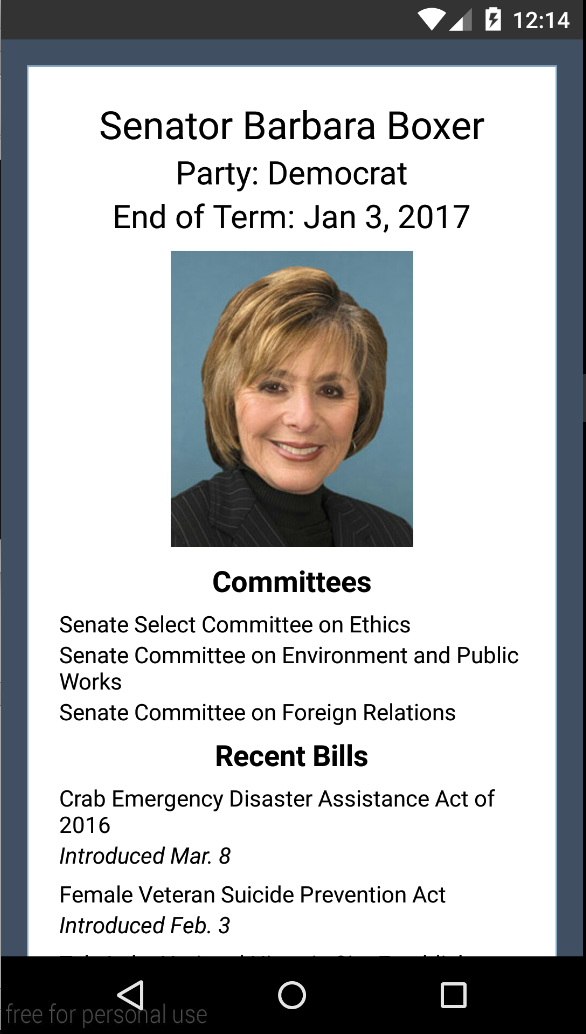 12:14
Senator Barbara Boxer
Party: Democrat
End of Term: Jan 3, 2017
Committees
Senate Select Committee on Ethics
Senate Committee on Environment and Public
Works
Senate Committee on Foreign Relations
Recent Bills
Crab Emergency Disaster Assistance Act of
2016
Introduced Mar. 8
Female Veteran Suicide Prevention Act
Introduced Feb. 3
free for personal use